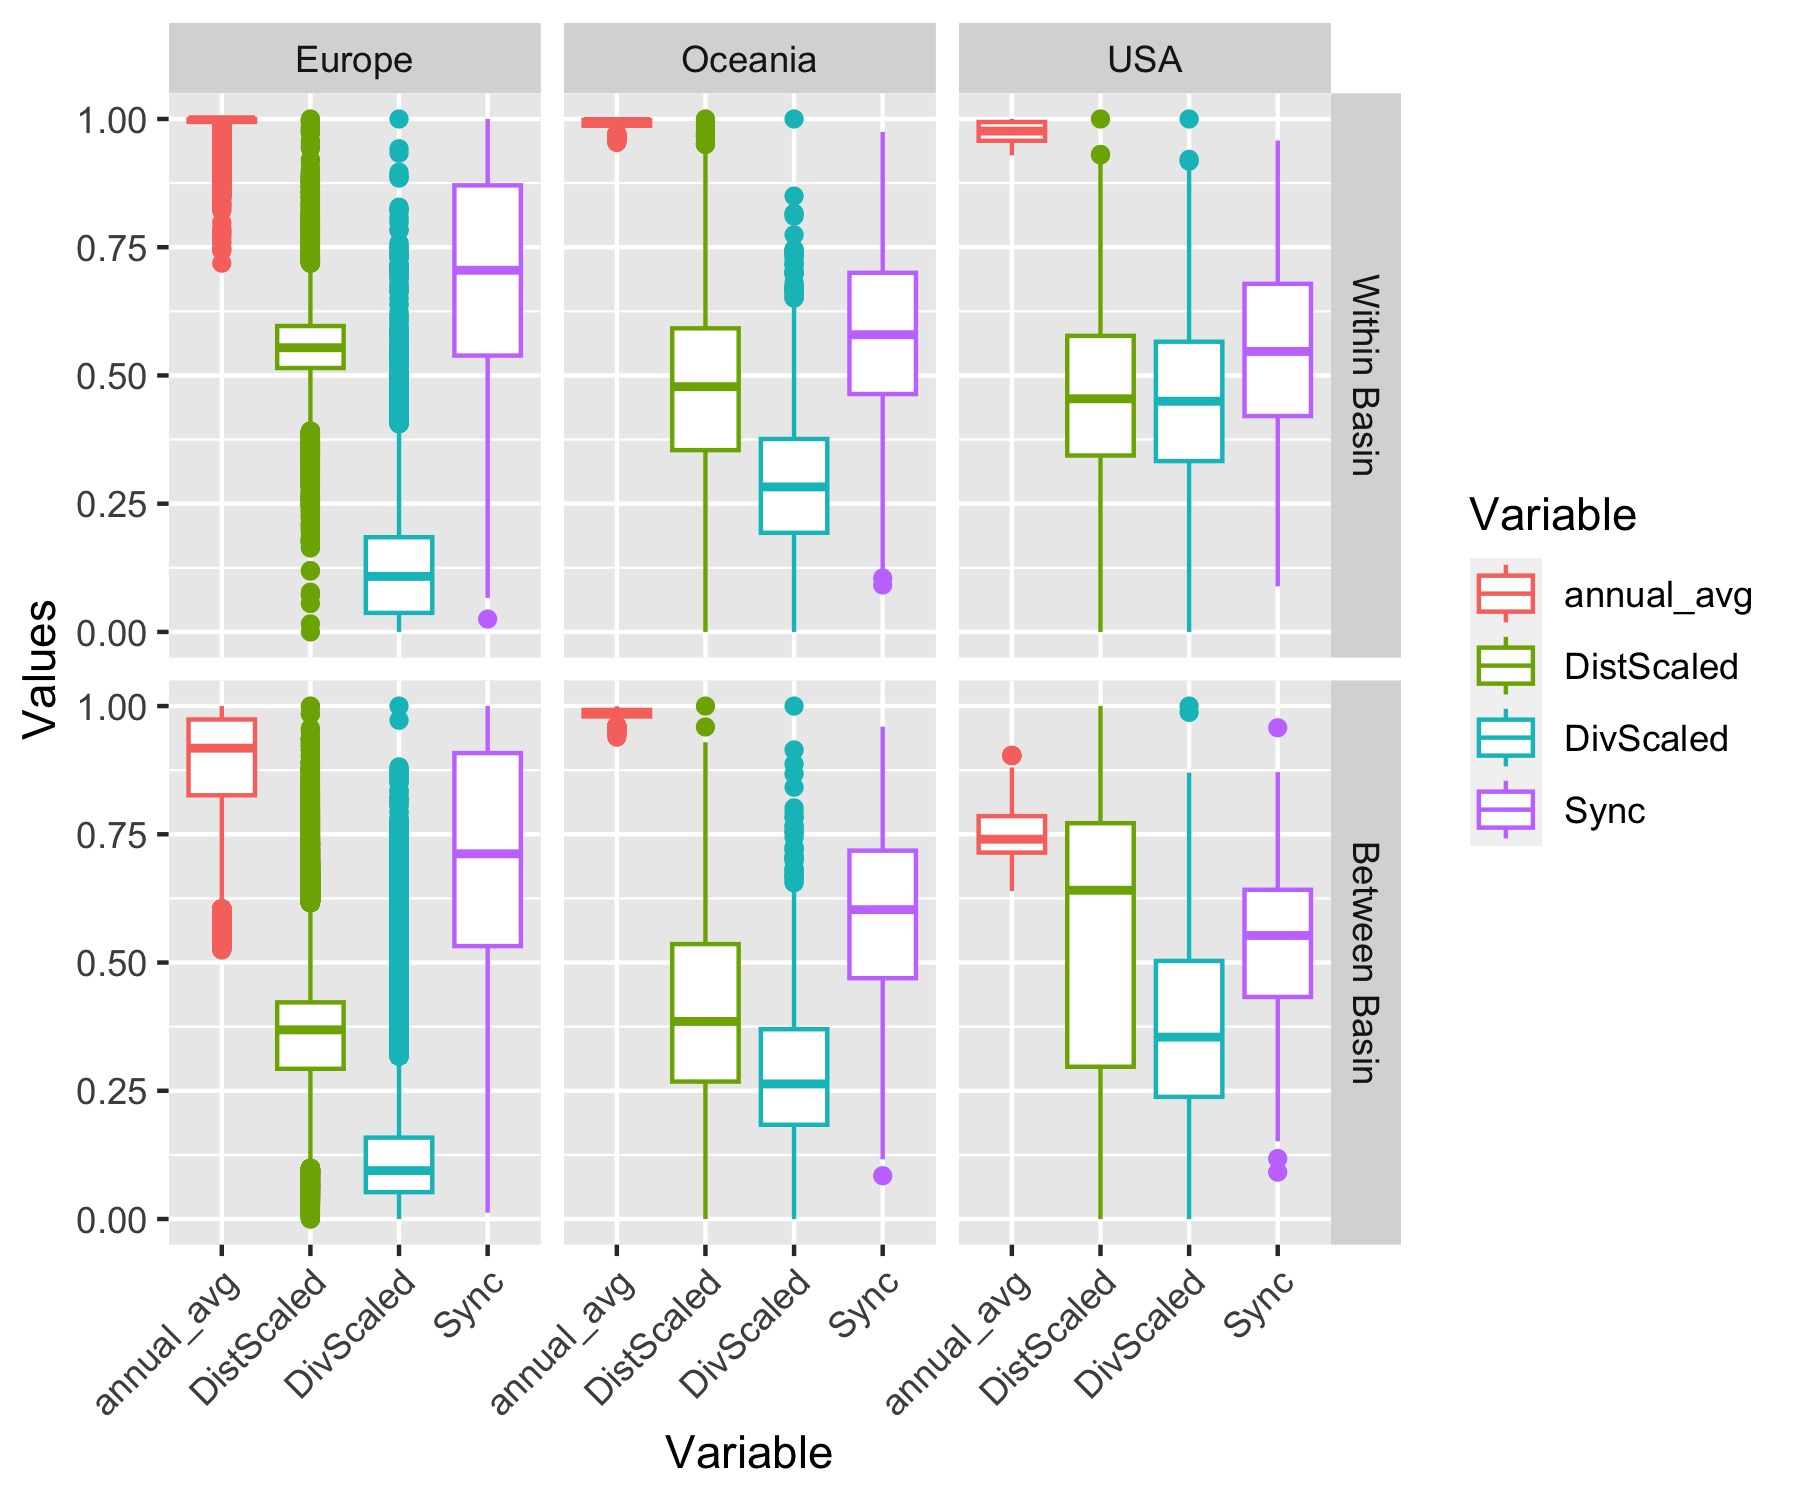 Europe
Oceania
USA
1.00
0.75
0.50
0.25
0.00
Within Basin
1.00
0.75
0.50
0.25
0.00
Between Basin
Values
annual_avg
DistScaled
DivScaled
Sync
annual_avg
DistScaled
DivScaled
Sync
annual_avg
DistScaled
DivScaled
Sync
Variable
Variable
annual_avg
DistScaled
DivScaled
Sync